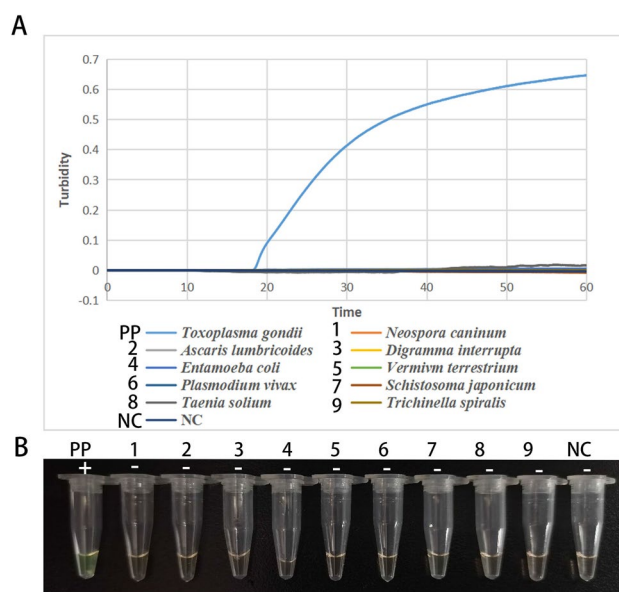 A
0.7
0.6
0.5
0.4
0.3
0.2
0.1
0
-0.1
Turbidity
0 10 20 30 40 50 60
Time
PP Toxoplasma gondii 1 Neospora caninum
2 Ascaris lumbricoides 3 Digramma interrupta
4 Entamoeba coli 5 Vermivm terrestrium
6 Plasmodium vivax 7 Schistosoma japonicum
8 Taenia solium 9 Trichinella spiralis
NC NC
B PP 1 2 3 4 5 6 7 8 9 NC
+ - - - - - - - - - -